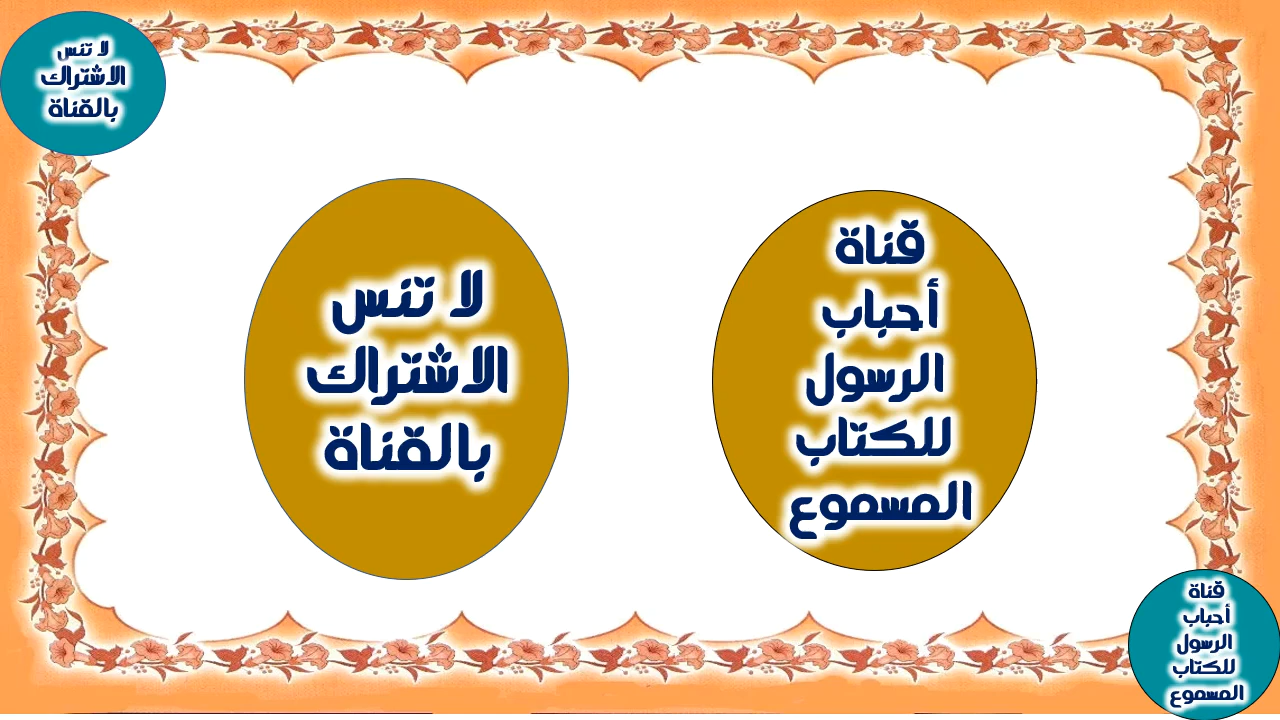 لا تنس
الاشتراك
بالقناة
قناة
أحباب
الرسول
للكتاب
المسموع
لا تنس
الاشتراك
بالقناة
قناة
أحباب
الرسول
للكتاب
المسموع